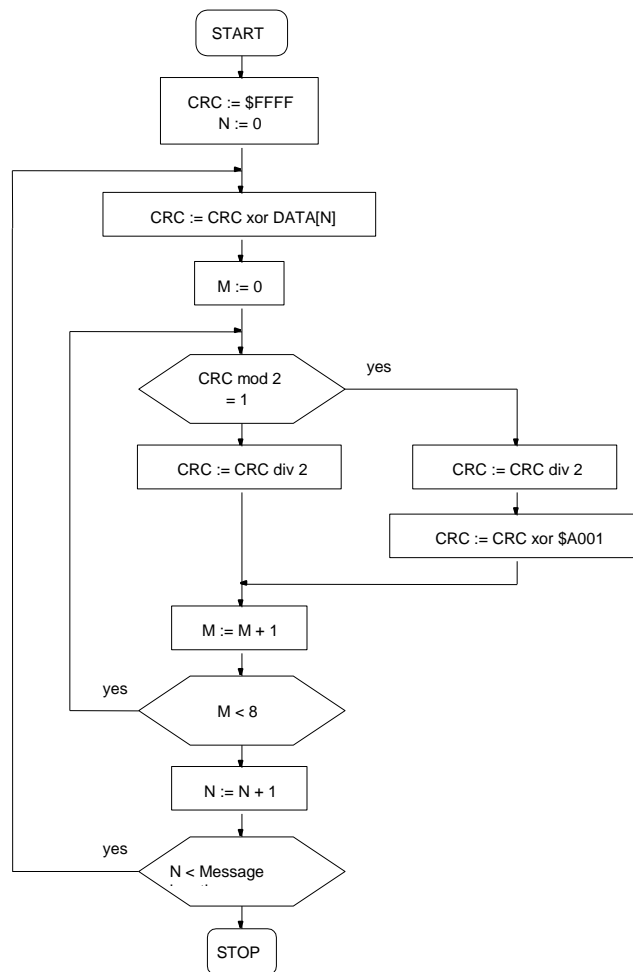 START
CRC := $FFFF
N := 0
CRC := CRC xor DATA[N]
M := 0
CRC mod 2
= 1
yes
CRC := CRC div 2
CRC := CRC div 2
CRC := CRC xor $A001
M := M + 1
yes
M < 8
N := N + 1
yes
N < Message
STOP